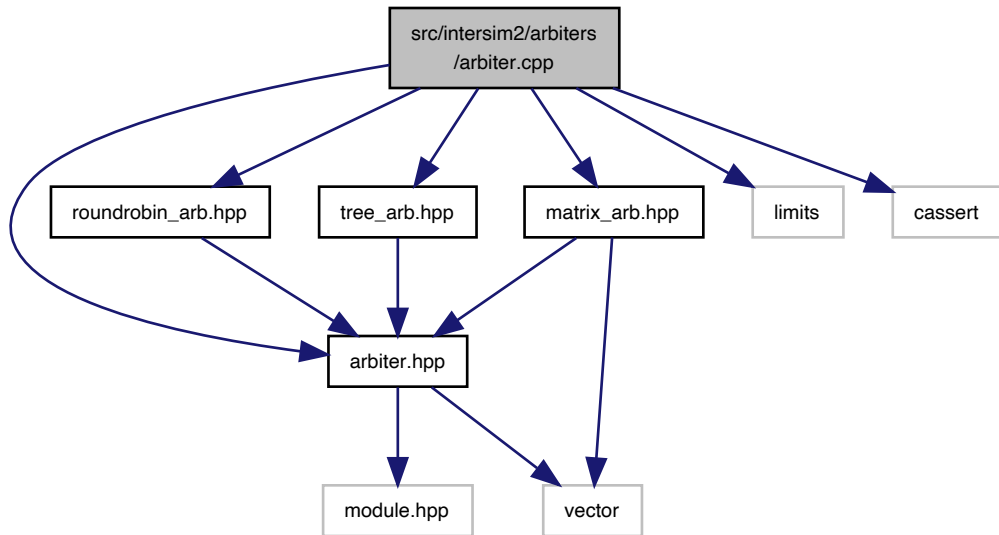 src/intersim2/arbiters
/arbiter.cpp
roundrobin_arb.hpp
tree_arb.hpp
matrix_arb.hpp
limits
cassert
arbiter.hpp
module.hpp
vector